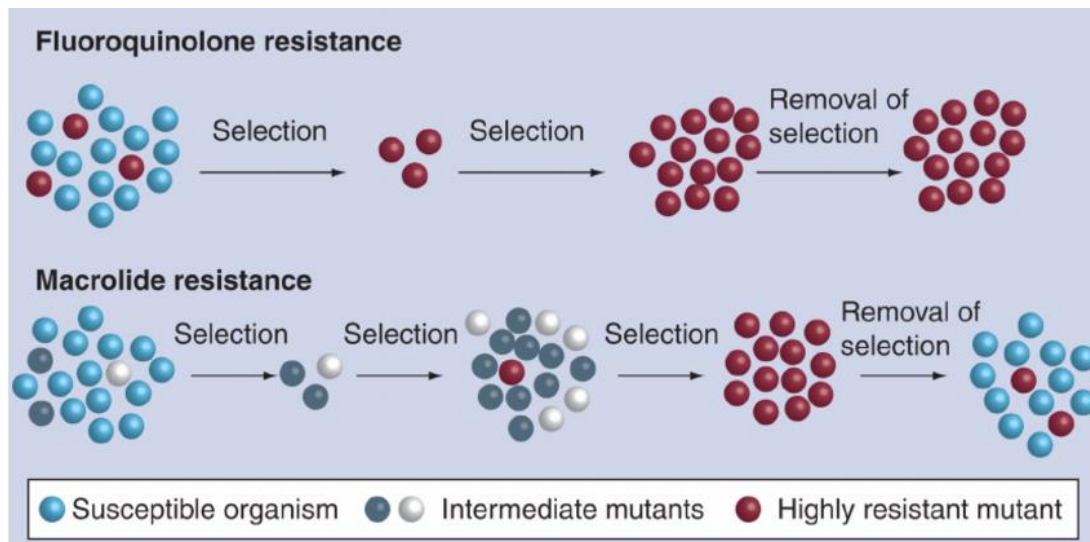 Fluoroquinolone resistance
Selection
Selection
Removal of
selection
Macrolide resistance
Selection
Selection
Selection
Removal of
selection
Susceptible organism
Intermediate mutants
Highly resistant mutant